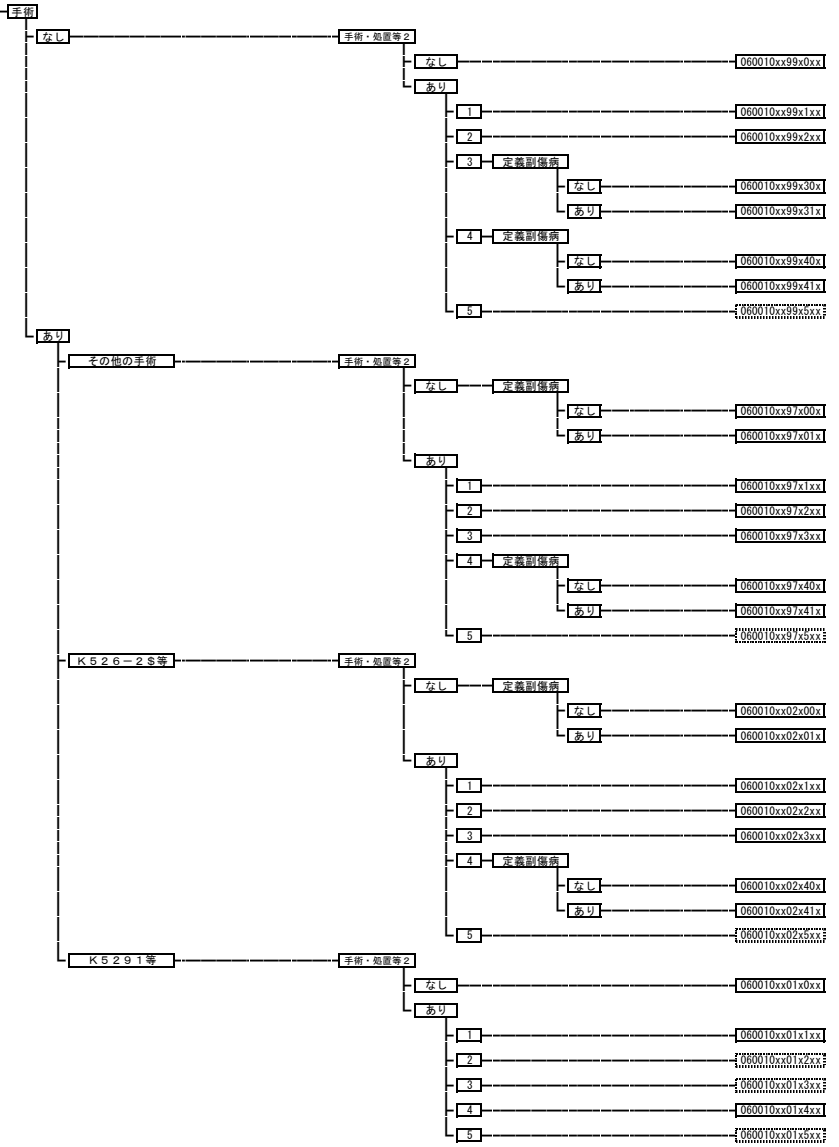 手術
なし 手術・処置等2
なし 060010xx99x0xx
あり
1 060010xx99x1xx
2 060010xx99x2xx
3 定義副傷病
なし 060010xx99x30x
あり 060010xx99x31x
4 定義副傷病
なし 060010xx99x40x
あり 060010xx99x41x
5 060010xx99x5xx
あり
その他の手術 手術・処置等2
なし 定義副傷病
なし 060010xx97x00x
あり 060010xx97x01x
あり
1 060010xx97x1xx
2 060010xx97x2xx
3 060010xx97x3xx
4 定義副傷病
なし 060010xx97x40x
あり 060010xx97x41x
5 060010xx97x5xx
K526-2$等 手術・処置等2
なし 定義副傷病
なし 060010xx02x00x
あり 060010xx02x01x
あり
1 060010xx02x1xx
2 060010xx02x2xx
3 060010xx02x3xx
4 定義副傷病
なし 060010xx02x40x
あり 060010xx02x41x
5 060010xx02x5xx
K5291等 手術・処置等2
なし 060010xx01x0xx
あり
1 060010xx01x1xx
2 060010xx01x2xx
3 060010xx01x3xx
4 060010xx01x4xx
5 060010xx01x5xx